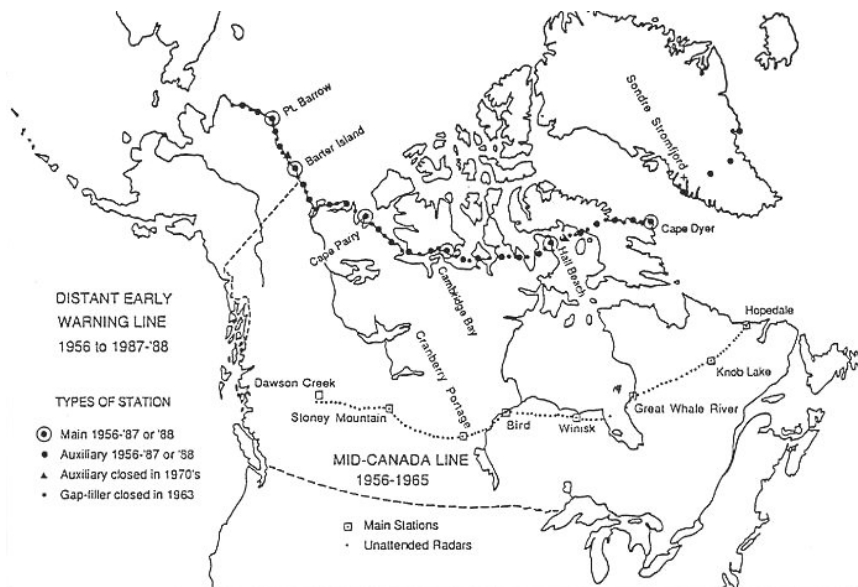 Pt. Barrow
Barter Island
Sondre Stromfjord
Cape Parry
Cambridge Bay
Hall Beach
Cape Dyer
DISTANT EARLY
WARNING LINE
1956 to 1987-'88
TYPES OF STATION
Main 1956-'87 or '88
Auxiliary 1956-'87 or '88
Auxiliary closed in 1970's
Gap-filler closed in 1963
Hopedale
Knob Lake
Great Whale River
Winisk
Bird
Cranberry Portage
Stoney Mountain
Dawson Creek
MID-CANADA LINE
1956-1965
Main Stations
Unattended Radars